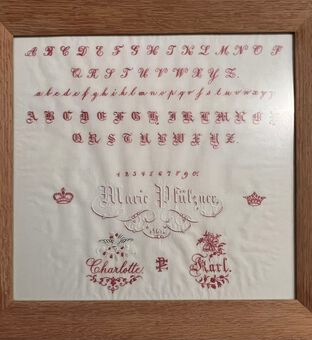 A B C D E F G H I K L M N O P
Q R S T U V W X Y Z.
a b c d e f g h i k l m n o p q r s t u v w x y z
A B C D E F G H I K L M N O P
Q R S T U V W X Y Z.
1 2 3 4 5 6 7 8 9 0.
Marie Pfützner.
Charlotte. Karl.